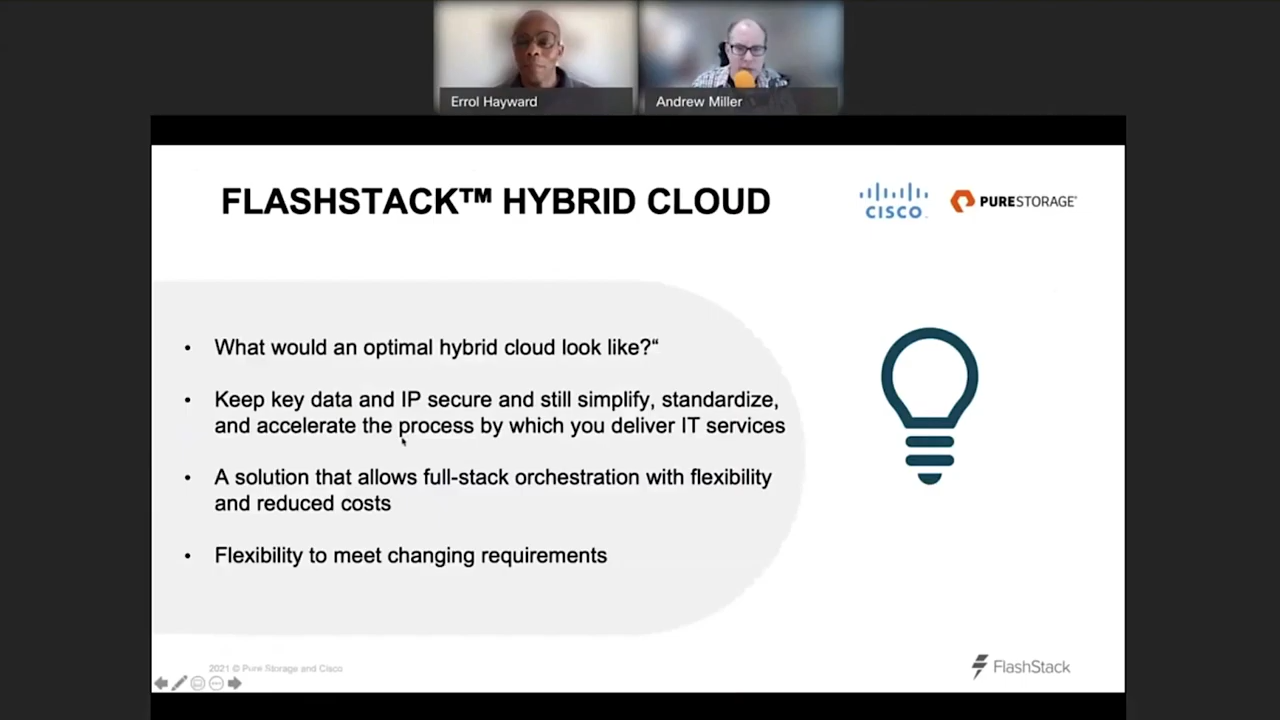 Errol Hayward
Andrew Miller
FLASHSTACK™ HYBRID CLOUD
CISCO
PURESTORAGE®
• What would an optimal hybrid cloud look like?“
• Keep key data and IP secure and still simplify, standardize,
and accelerate the process by which you deliver IT services
• A solution that allows full-stack orchestration with flexibility
and reduced costs
• Flexibility to meet changing requirements
2021 © Pure Storage and Cisco
FlashStack